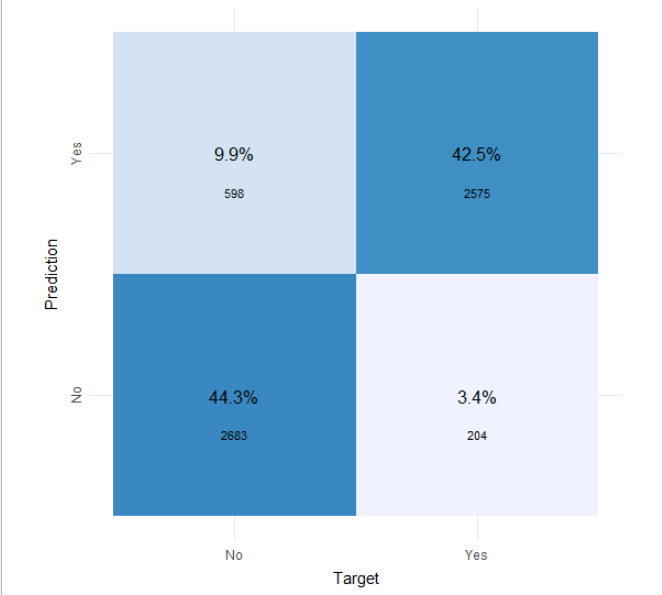 Yes
9.9%
42.5%
598
2575
Prediction
No
44.3%
3.4%
2683
204
No
Yes
Target